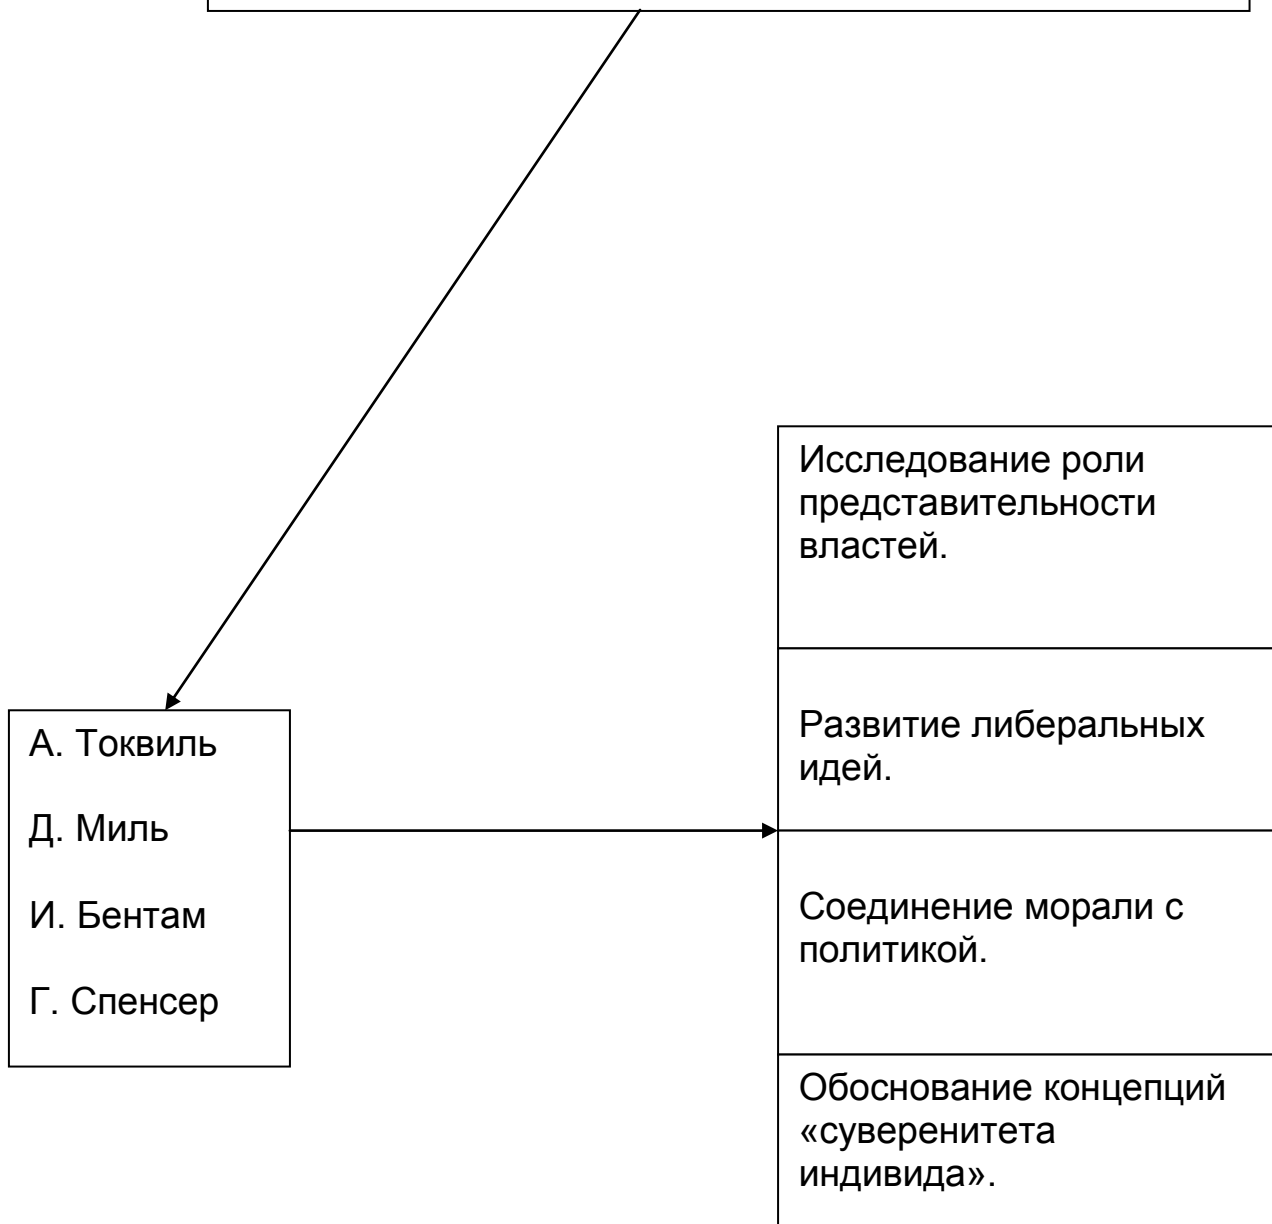 Исследование роли
представительности
властей.
Развитие либеральных
идей.
А. Токвиль
Д. Миль
И. Бентам
Г. Спенсер
Соединение морали с
политикой.
Обоснование концепций
«суверенитета
индивида».